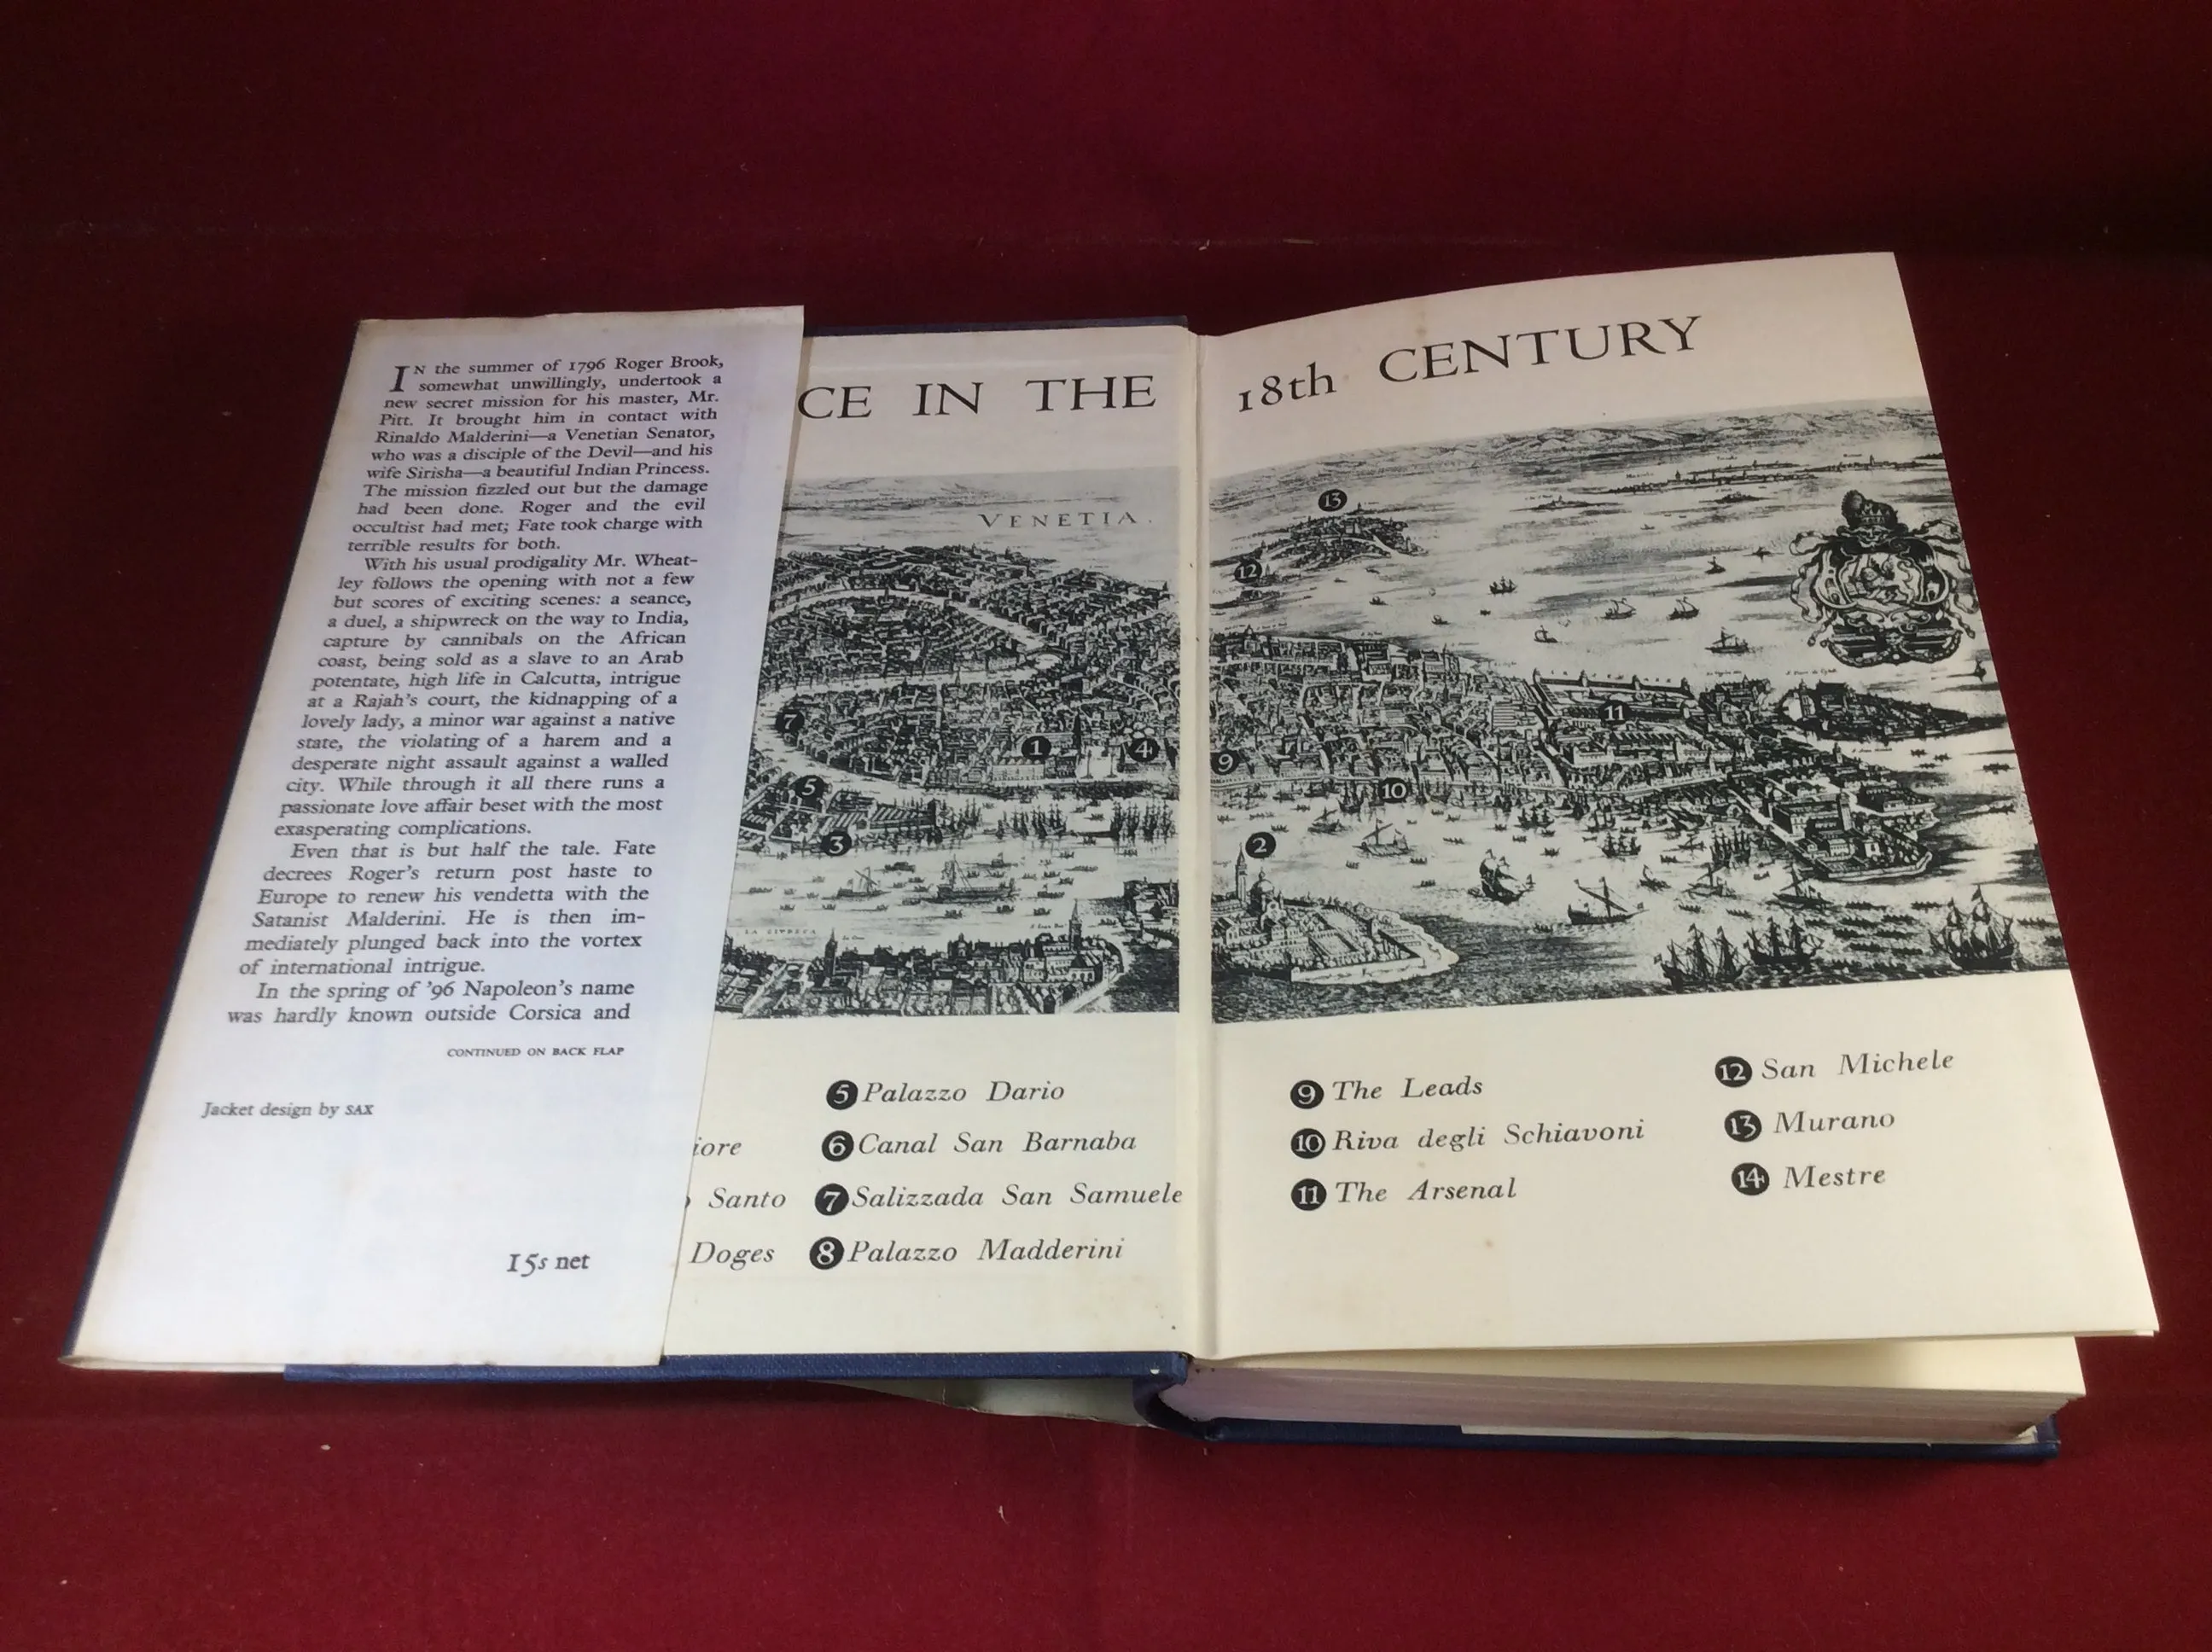 IN the summer of 1796 Roger Brook,
somewhat unwillingly, undertook a
new secret mission for his master, Mr.
Pitt. It brought him in contact with
Rinaldo Malderini—a Venetian Senator,
who was a disciple of the Devil—and his
wife Sirisha—a beautiful Indian Princess.
The mission fizzled out but the damage
had been done. Roger and the evil
occultist had met; Fate took charge with
terrible results for both.
With his usual prodigality Mr. Wheat-
ley follows the opening with not a few
but scores of exciting scenes: a seance,
a duel, a shipwreck on the way to India,
capture by cannibals on the African
coast, being sold as a slave to an Arab
potentate, high life in Calcutta, intrigue
at a Rajah's court, the kidnapping of a
lovely lady, a minor war against a native
state, the violating of a harem and a
desperate night assault against a walled
city. While through it all there runs a
passionate love affair beset with the most
exasperating complications.
Even that is but half the tale. Fate
decrees Roger's return post haste to
Europe to renew his vendetta with the
Satanist Malderini. He is then im-
mediately plunged back into the vortex
of international intrigue.
In the spring of '96 Napoleon's name
was hardly known outside Corsica and
CONTINUED ON BACK FLAP
Jacket design by SAX
15s net
CE IN THE 18th CENTURY
VENETIA.
13
12
7
1
4
11
9
5
10
3
2
iore
Santo
Doges
5 Palazzo Dario
6 Canal San Barnaba
7 Salizzada San Samuele
8 Palazzo Madderini
9 The Leads
10 Riva degli Schiavoni
11 The Arsenal
12 San Michele
13 Murano
14 Mestre